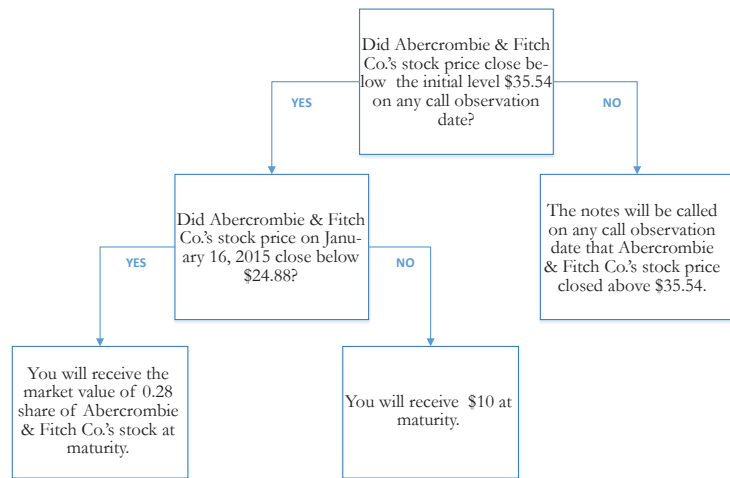 Did Abercrombie & Fitch
Co.'s stock price close be-
low the initial level $35.54
on any call observation
date?
YES
NO
Did Abercrombie & Fitch
Co.'s stock price on Janu-
ary 16, 2015 close below
$24.88?
The notes will be called
on any call observation
date that Abercrombie
& Fitch Co.'s stock price
closed above $35.54.
YES
NO
You will receive the
market value of 0.28
share of Abercrombie
& Fitch Co.'s stock at
maturity.
You will receive $10 at
maturity.